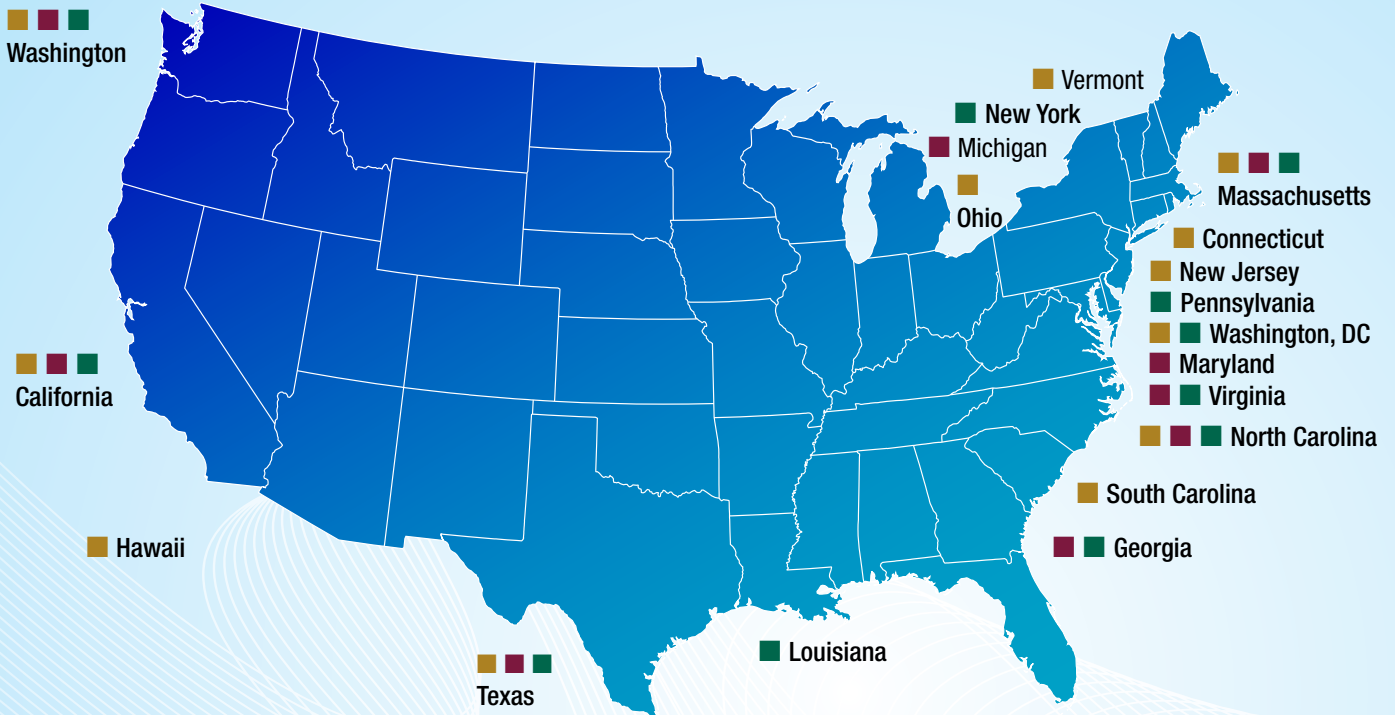 Washington
Vermont
New York
Michigan
Ohio
Massachusetts
Connecticut
New Jersey
Pennsylvania
Washington, DC
Maryland
Virginia
California
North Carolina
South Carolina
Hawaii
Georgia
Louisiana
Texas